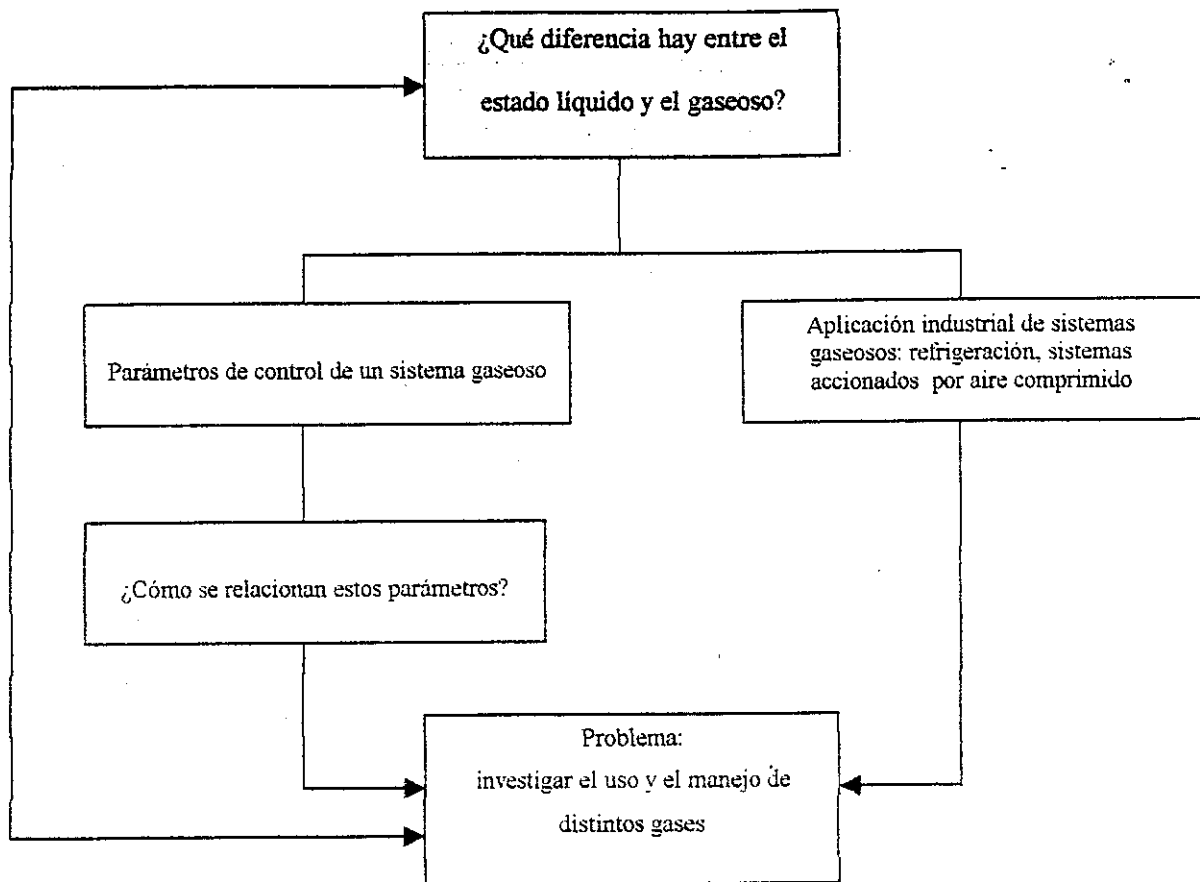 ¿Qué diferencia hay entre el
estado líquido y el gaseoso?
Parámetros de control de un sistema gaseoso
Aplicación industrial de sistemas
gaseosos: refrigeración, sistemas
accionados por aire comprimido
¿Cómo se relacionan estos parámetros?
Problema:
investigar el uso y el manejo de
distintos gases